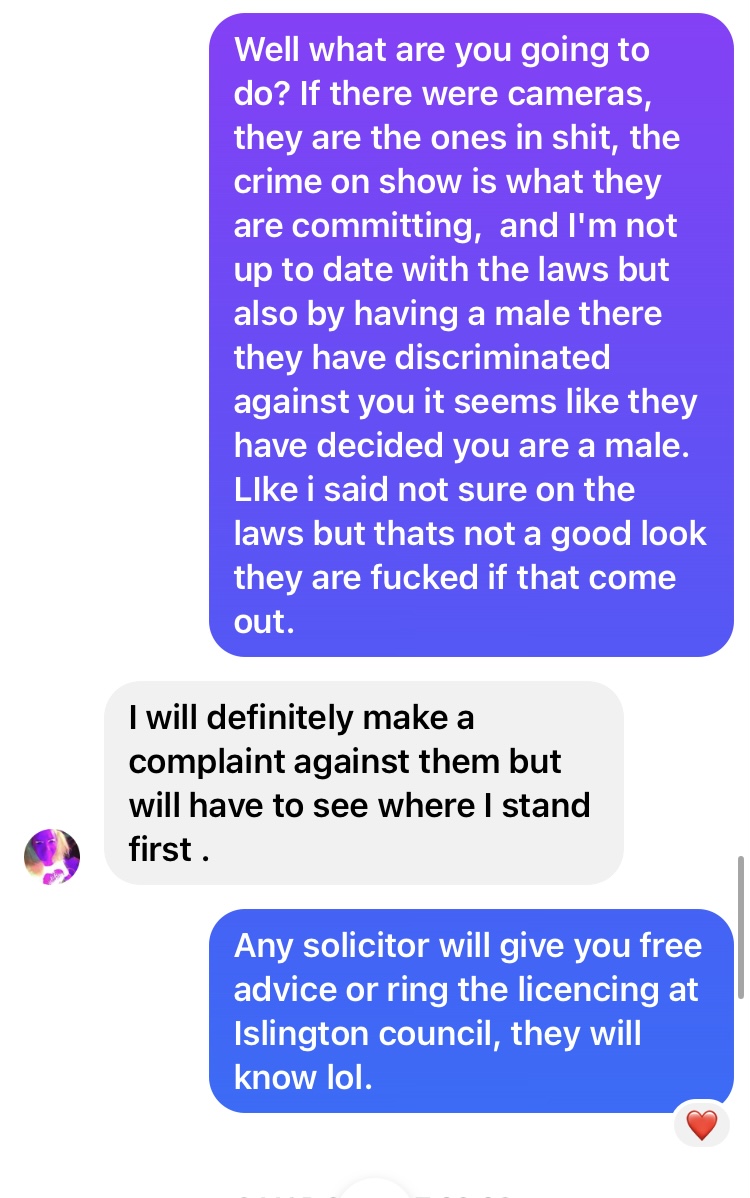 Well what are you going to
do? If there were cameras,
they are the ones in shit, the
crime on show is what they
are committing,  and I'm not
up to date with the laws but
also by having a male there
they have discriminated
against you it seems like they
have decided you are a male.
LIke i said not sure on the
laws but thats not a good look
they are fucked if that come
out.
I will definitely make a
complaint against them but
will have to see where I stand
first .
Any solicitor will give you free
advice or ring the licencing at
Islington council, they will
know lol.